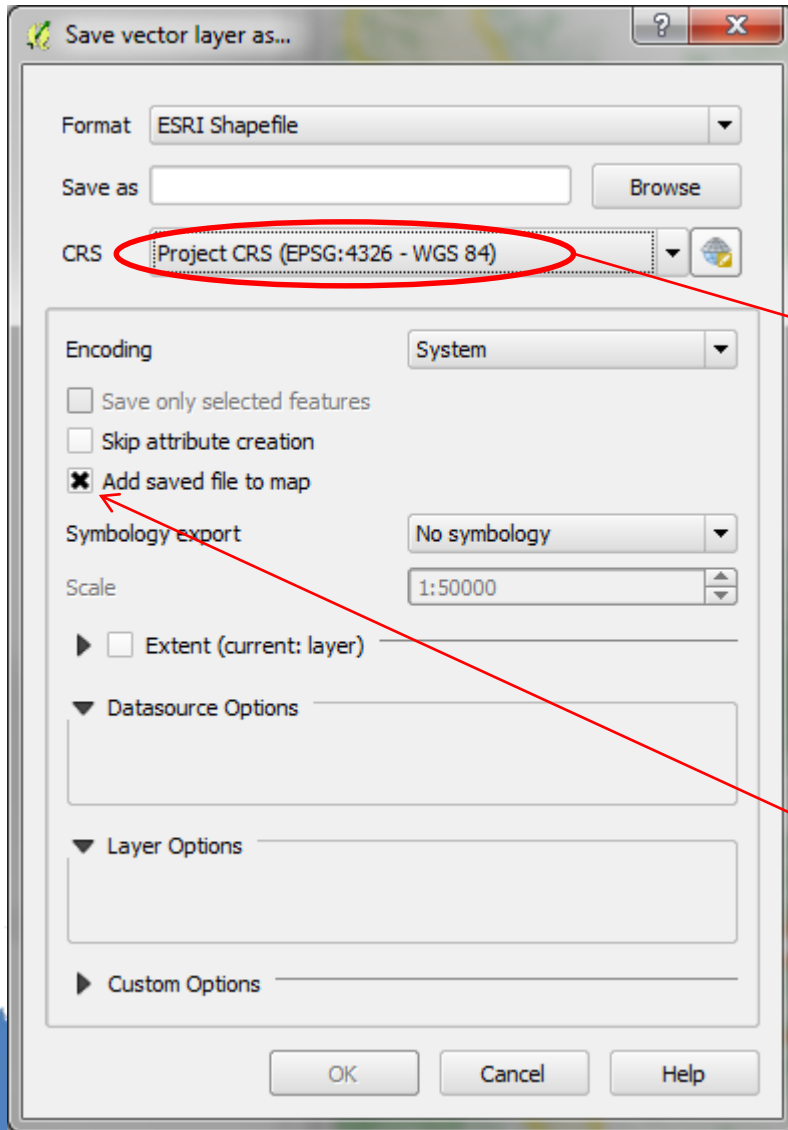 Save vector layer as...
Format ESRI Shapefile
Save as Browse
CRS Project CRS (EPSG:4326 - WGS 84)
Encoding System
Save only selected features
Skip attribute creation
Add saved file to map
Symbology export No symbology
Scale 1:50000
Extent (current: layer)
Datasource Options
Layer Options
Custom Options
OK Cancel Help